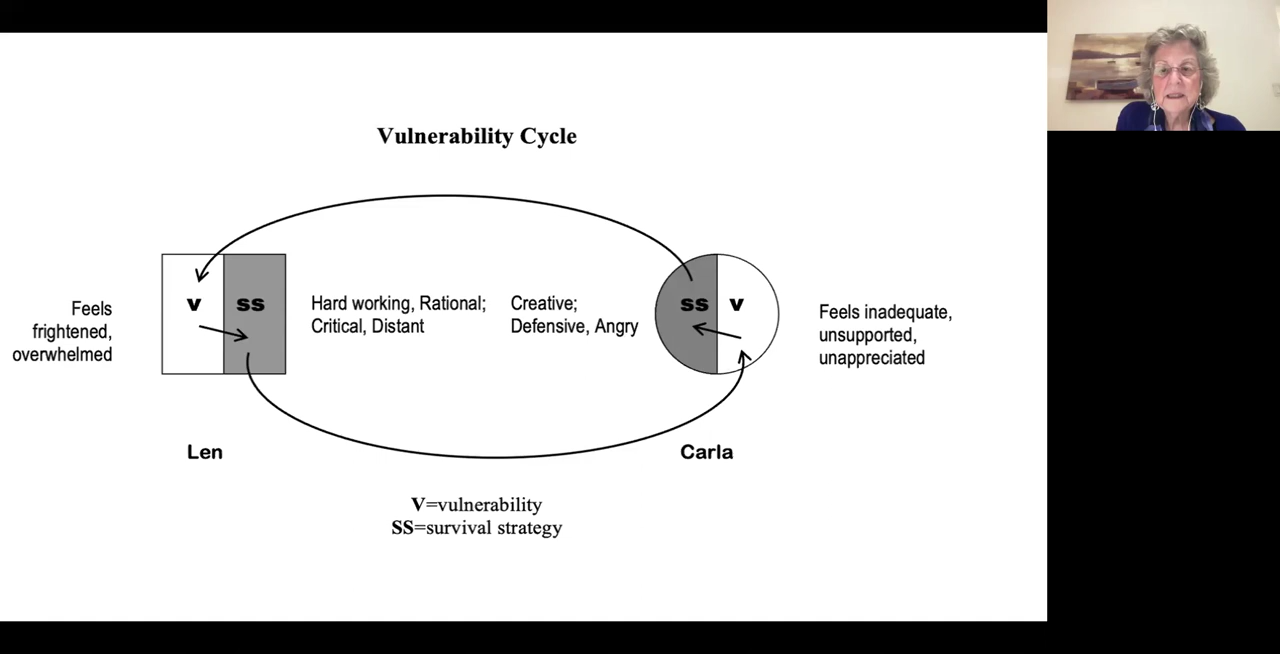 Vulnerability Cycle
Feels
frightened,
overwhelmed
v
ss
Hard working, Rational;
Critical, Distant
Creative;
Defensive, Angry
ss
v
Feels inadequate,
unsupported,
unappreciated
Len
Carla
V=vulnerability
SS=survival strategy